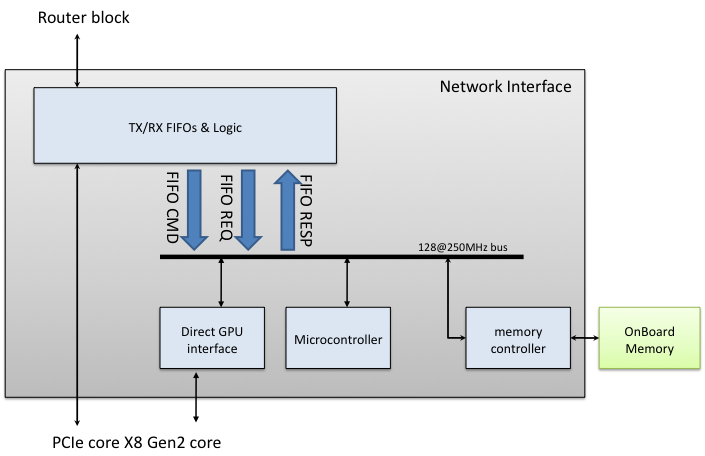 Router block
Network Interface
TX/RX FIFOs & Logic
FIFO CMD
FIFO REQ
FIFO RESP
128@250MHz bus
Direct GPU
interface
Microcontroller
memory
controller
OnBoard
Memory
PCIe core X8 Gen2 core